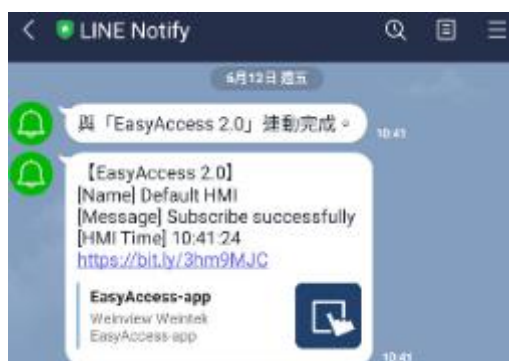 LINE Notify
6月12日 週五
與「EasyAccess 2.0」連動完成。
10:41
【EasyAccess 2.0】
[Name] Default HMI
[Message] Subscribe successfully
[HMI Time] 10:41:24
https://bit.ly/3hm9MJC
EasyAccess-app
Weinview Weintek
EasyAccess-app
10:41